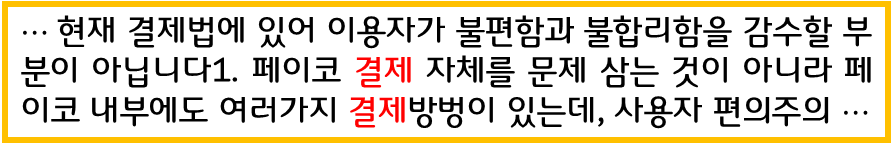 … 현재 결제법에 있어 이용자가 불편함과 불합리함을 감수할 부
분이 아닙니다1. 페이코 결제 자체를 문제 삼는 것이 아니라 페
이코 내부에도 여러가지 결제방벙이 있는데, 사용자 편의주의 …